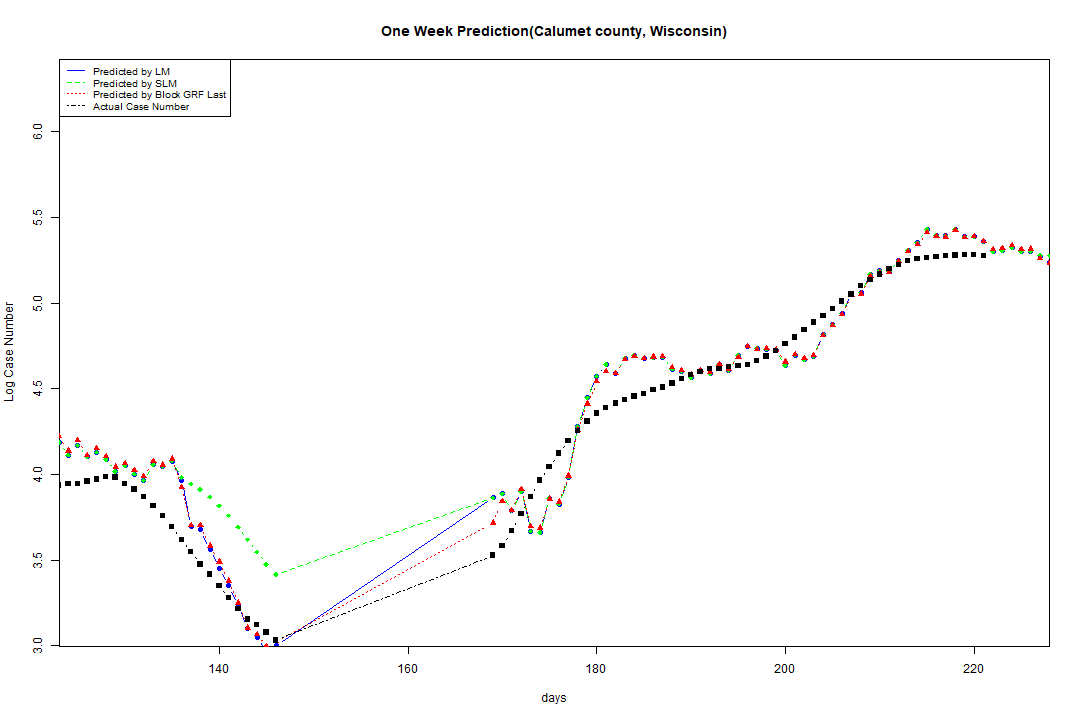 One Week Prediction(Calumet county, Wisconsin)
Predicted by LM
Predicted by SLM
Predicted by Block GRF Last
Actual Case Number
Log Case Number
6.0
5.5
5.0
4.5
4.0
3.5
3.0
140 160 180 200 220
days